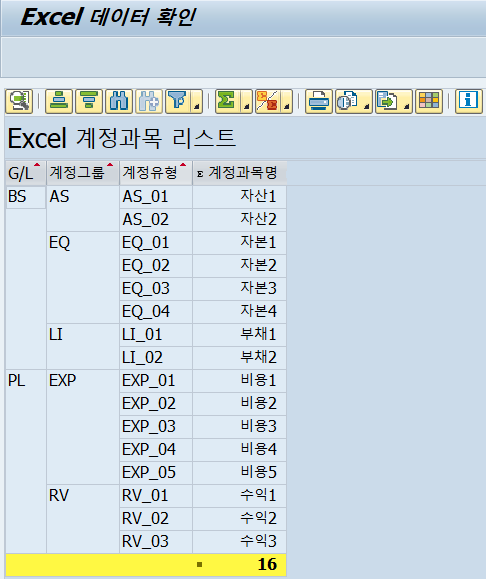 Excel 데이터 확인
Excel 계정과목 리스트
G/L 계정그룹 계정유형 Σ 계정과목명
BS AS AS_01 자산1
AS_02 자산2
EQ EQ_01 자본1
EQ_02 자본2
EQ_03 자본3
EQ_04 자본4
LI LI_01 부채1
LI_02 부채2
PL EXP EXP_01 비용1
EXP_02 비용2
EXP_03 비용3
EXP_04 비용4
EXP_05 비용5
RV RV_01 수익1
RV_02 수익2
RV_03 수익3
16